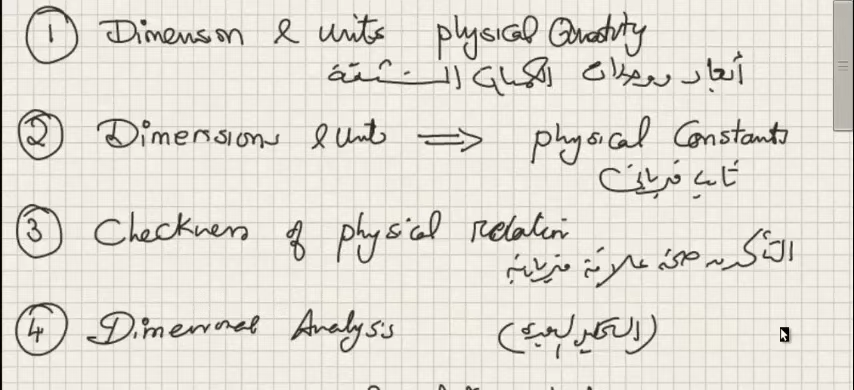 1 Dimenson & units physical Quantity
أبعاد ووحدات الكميات المشتقة
2 Dimensions & Units ⇒ physical Constants
ثابت فيزيائي
3 Checkness of physical relation
التأكد من صحة علاقة فيزيائية
4 Dimensional Analysis (التحليل البعدي)